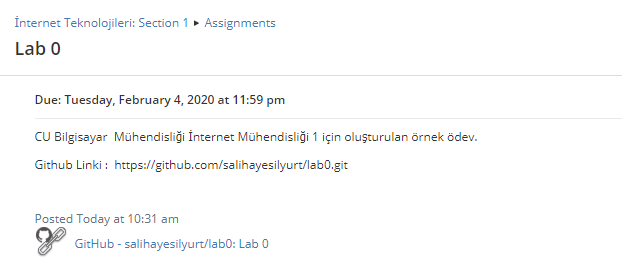 İnternet Teknolojileri: Section 1 ▸ Assignments
Lab 0
Due: Tuesday, February 4, 2020 at 11:59 pm
CU Bilgisayar Mühendisliği İnternet Mühendisliği 1 için oluşturulan örnek ödev.
Github Linki : https://github.com/salihayesilyurt/lab0.git
Posted Today at 10:31 am
GitHub - salihayesilyurt/lab0: Lab 0